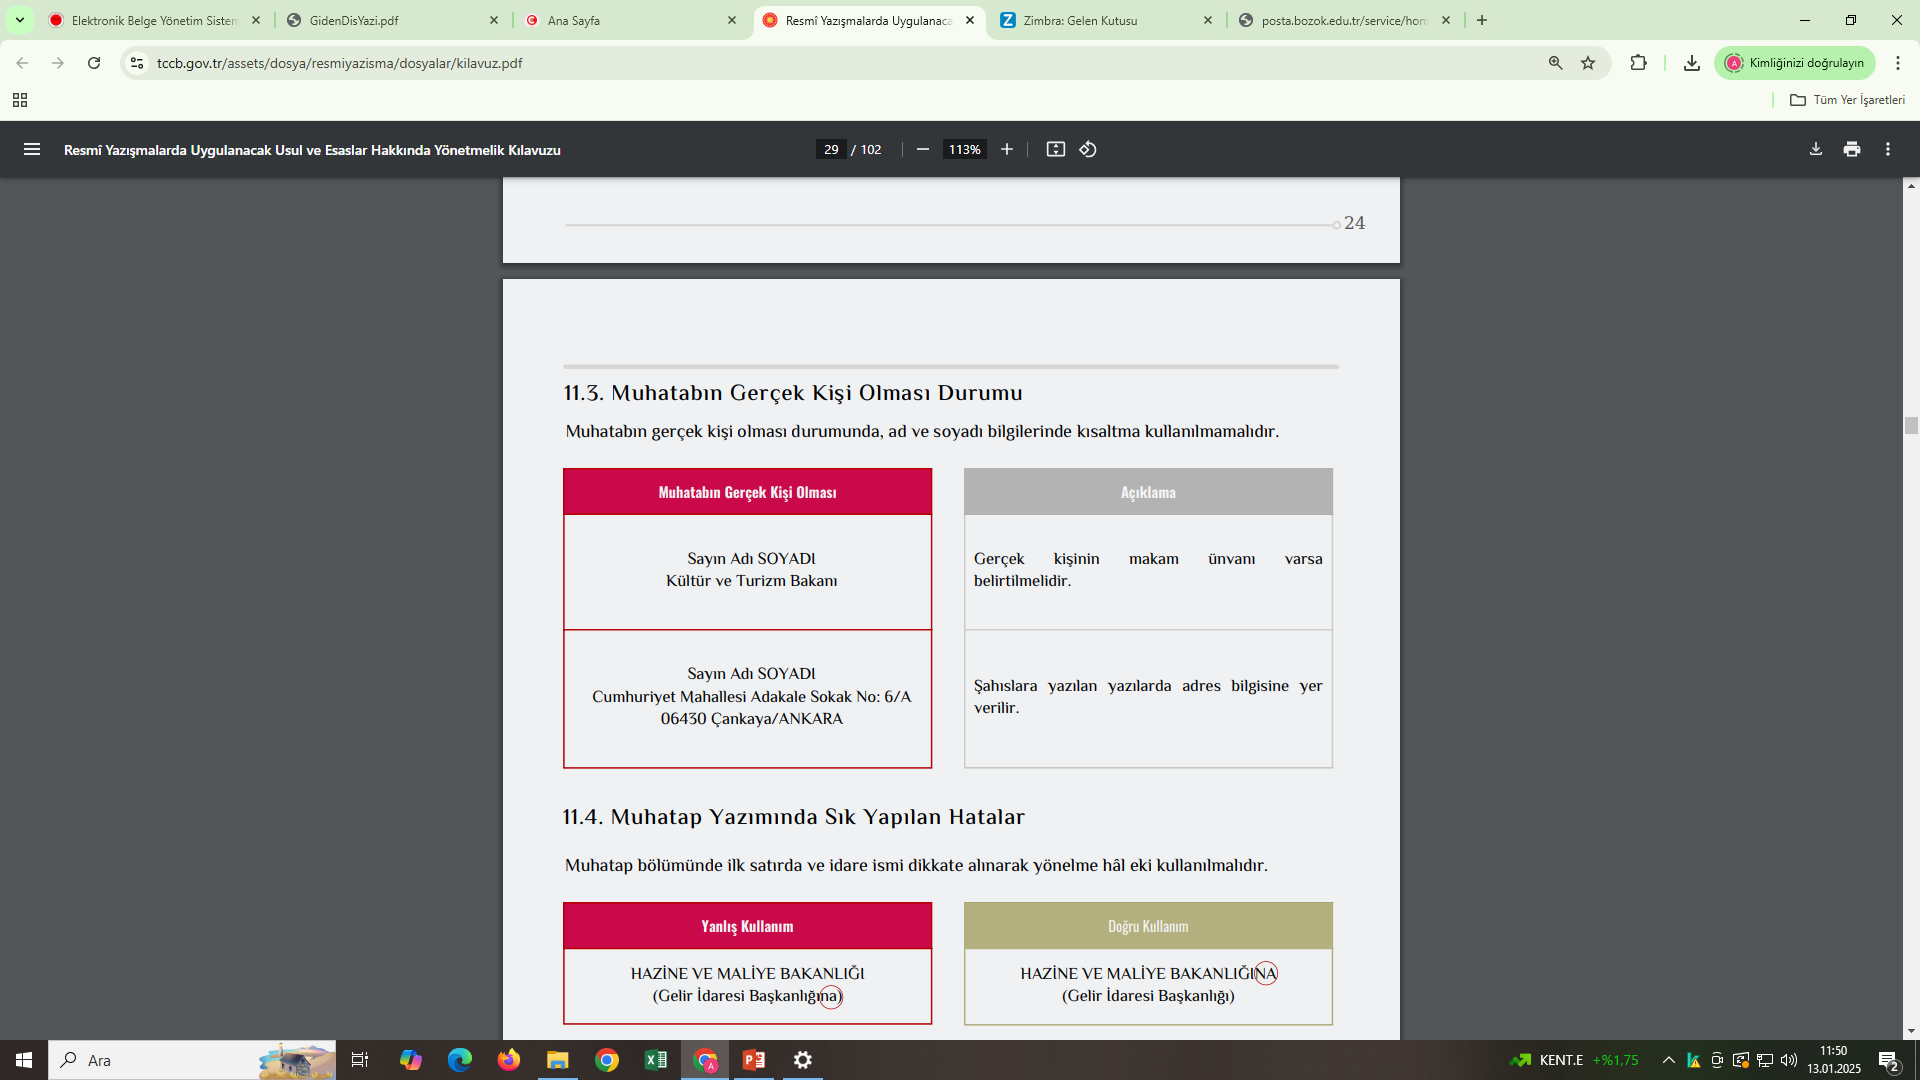 Elektronik Belge Yönetim Sistem
GidenDisYazi.pdf
Ana Sayfa
Resmî Yazışmalarda Uygulanaca
Zimbra: Gelen Kutusu
posta.bozok.edu.tr/service/hom
tccb.gov.tr/assets/dosya/resmiyazisma/dosyalar/kilavuz.pdf
Kimliğinizi doğrulayın
Tüm Yer İşaretleri
Resmî Yazışmalarda Uygulanacak Usul ve Esaslar Hakkında Yönetmelik Kılavuzu
29 / 102
113%
24
11.3. Muhatabın Gerçek Kişi Olması Durumu
Muhatabın gerçek kişi olması durumunda, ad ve soyadı bilgilerinde kısaltma kullanılmamalıdır.
Muhatabın Gerçek Kişi Olması
Açıklama
Sayın Adı SOYADI
Kültür ve Turizm Bakanı
Gerçek kişinin makam ünvanı varsa
belirtilmelidir.
Sayın Adı SOYADI
Cumhuriyet Mahallesi Adakale Sokak No: 6/A
06430 Çankaya/ANKARA
Şahıslara yazılan yazılarda adres bilgisine yer
verilir.
11.4. Muhatap Yazımında Sık Yapılan Hatalar
Muhatap bölümünde ilk satırda ve idare ismi dikkate alınarak yönelme hâl eki kullanılmalıdır.
Yanlış Kullanım
Doğru Kullanım
HAZİNE VE MALİYE BAKANLIĞI
(Gelir İdaresi Başkanlığına)
HAZİNE VE MALİYE BAKANLIĞINA
(Gelir İdaresi Başkanlığı)
Ara
KENT.E +%1,75
11:50
13.01.2025
2